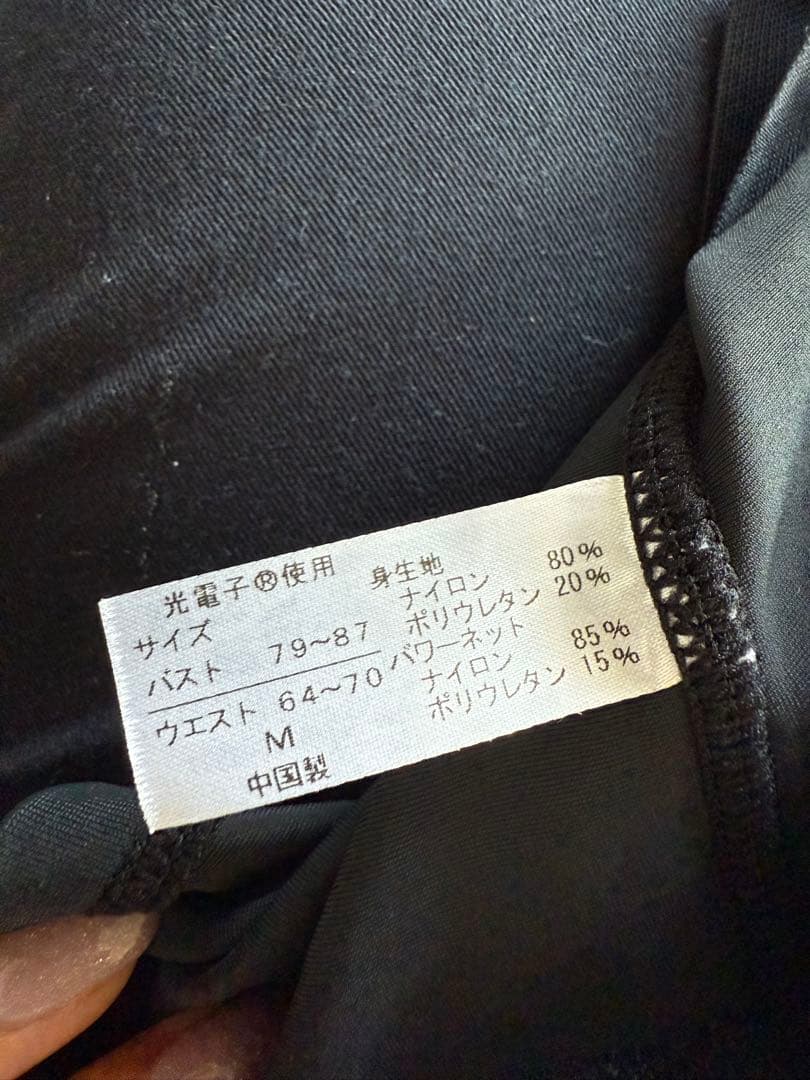 光電子®使用
サイズ
バスト 79〜87
ウエスト 64〜70
M
中国製
身生地
ナイロン 80%
ポリウレタン 20%
パワーネット
ナイロン 85%
ポリウレタン 15%